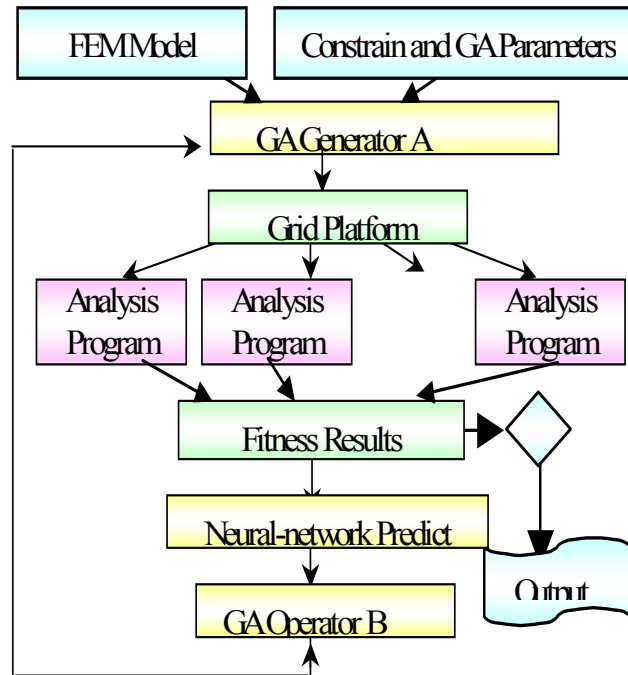 FEM Model
Constrain and GA Parameters
GA Generator A
Grid Platform
Analysis
Program
Analysis
Program
Analysis
Program
Fitness Results
Neural-network Predict
Output
GA Operator B